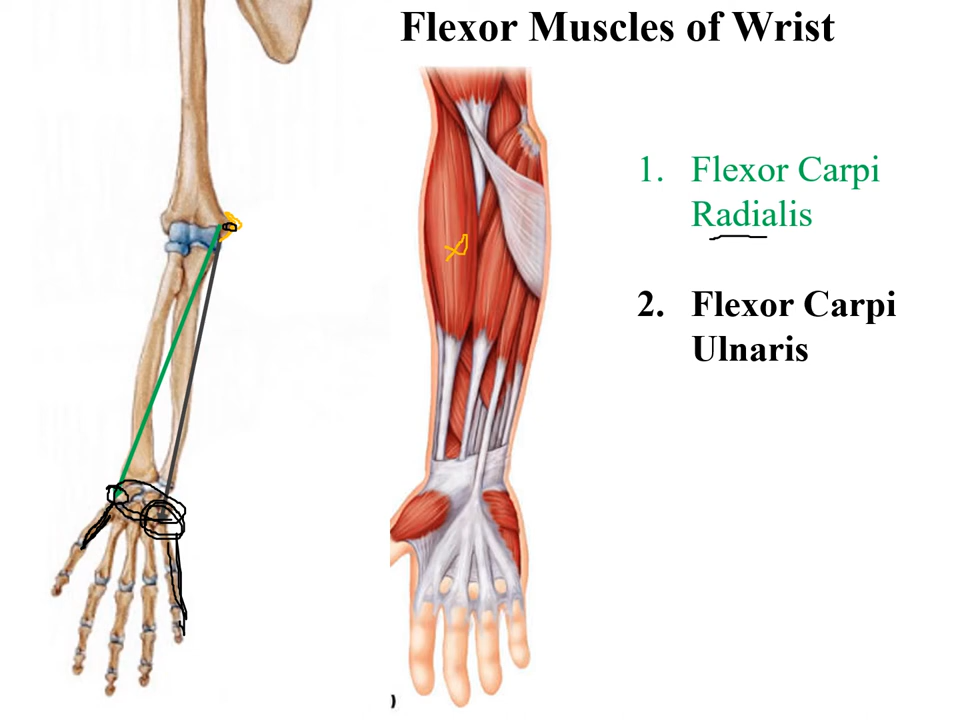 Flexor Muscles of Wrist
1. Flexor Carpi
Radialis
2. Flexor Carpi
Ulnaris
)